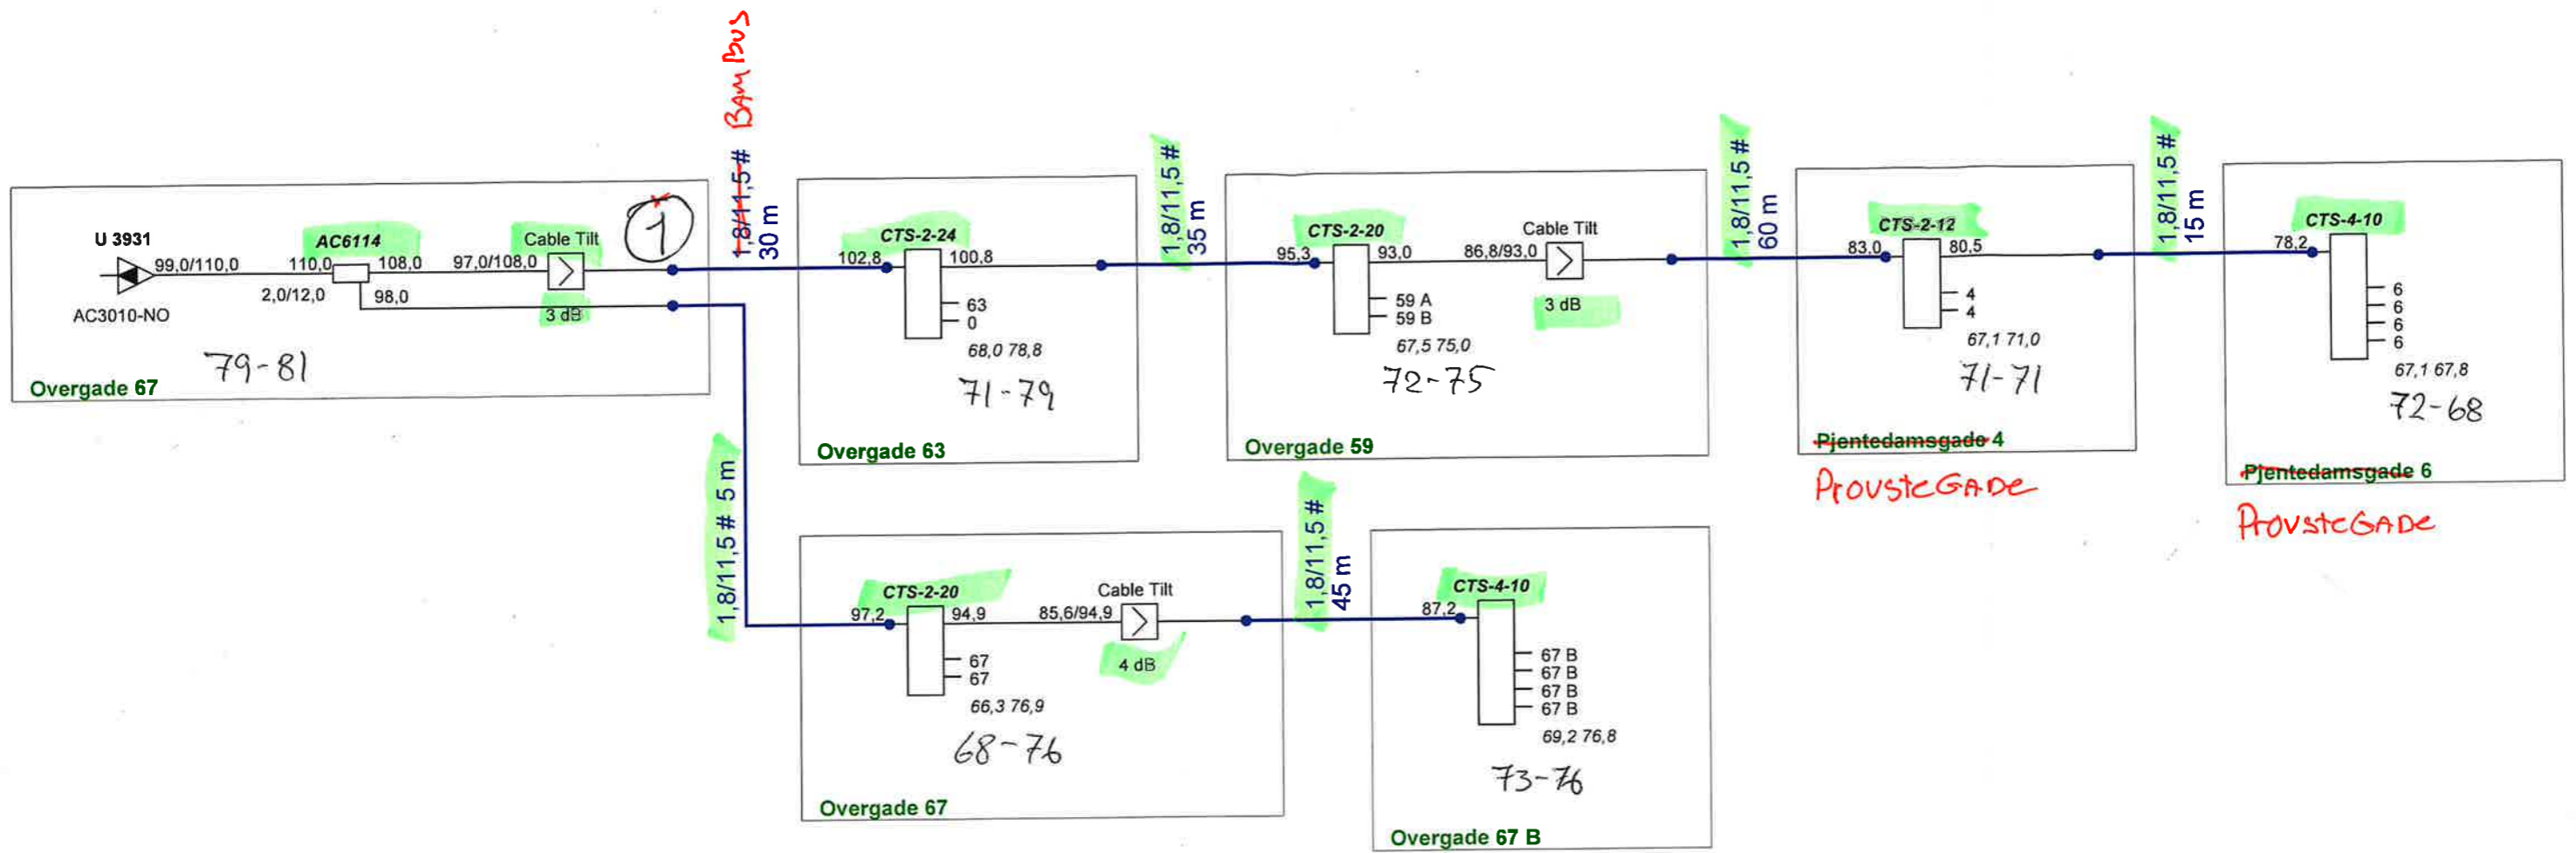 BAMBUS
1,8/11,5 #
30 m
U 3931
AC3010-NO
99,0/110,0
AC6114
110,0
108,0
2,0/12,0
98,0
Cable Tilt
97,0/108,0
3 dB
1
79-81
Overgade 67
CTS-2-24
102,8
100,8
63
0
68,0 78,8
71-79
Overgade 63
1,8/11,5 #
35 m
CTS-2-20
95,3
93,0
59 A
59 B
67,5 75,0
72-75
Cable Tilt
86,8/93,0
3 dB
Overgade 59
1,8/11,5 #
60 m
CTS-2-12
83,0
80,5
4
4
67,1 71,0
71-71
Pjentedamsgade 4
ProvsteGADe
1,8/11,5 #
15 m
CTS-4-10
78,2
6
6
6
6
67,1 67,8
72-68
Pjentedamsgade 6
ProvsteGADe
1,8/11,5 # 5 m
CTS-2-20
97,2
94,9
67
67
66,3 76,9
68-76
Cable Tilt
85,6/94,9
4 dB
Overgade 67
1,8/11,5 #
45 m
CTS-4-10
87,2
67 B
67 B
67 B
67 B
69,2 76,8
73-76
Overgade 67 B